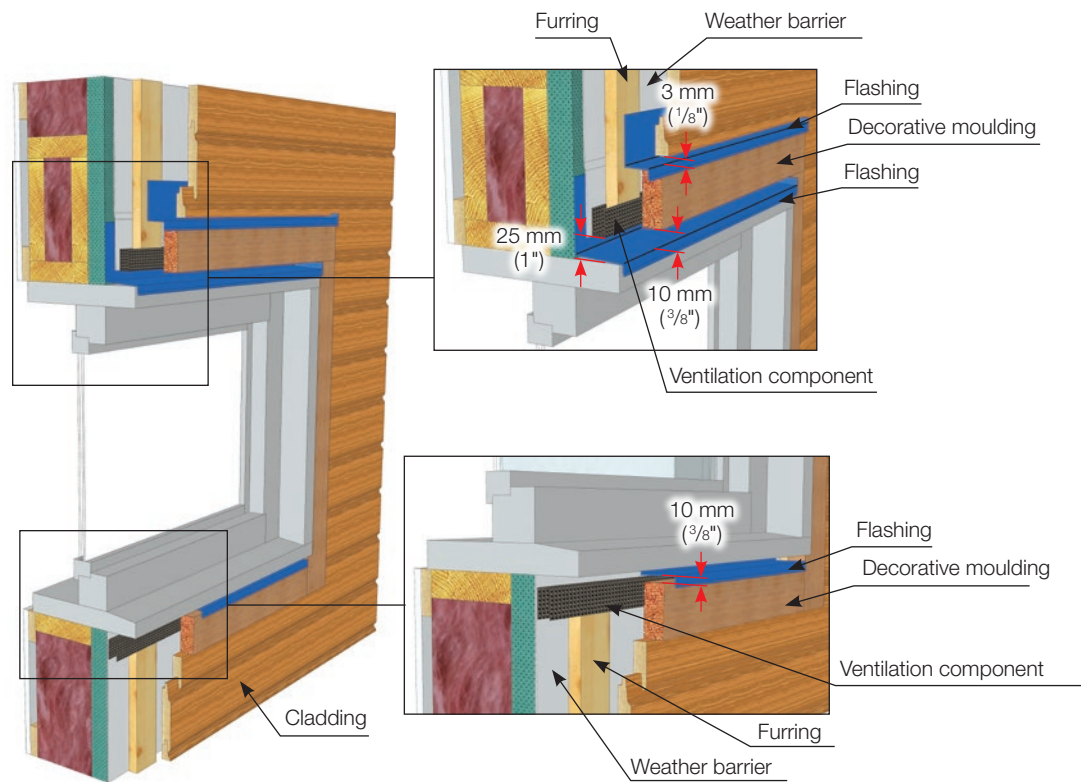 Furring
Weather barrier
3 mm
(1/8")
Flashing
Decorative moulding
Flashing
25 mm
(1")
10 mm
(3/8")
Ventilation component
10 mm
(3/8")
Flashing
Decorative moulding
Ventilation component
Cladding
Furring
Weather barrier